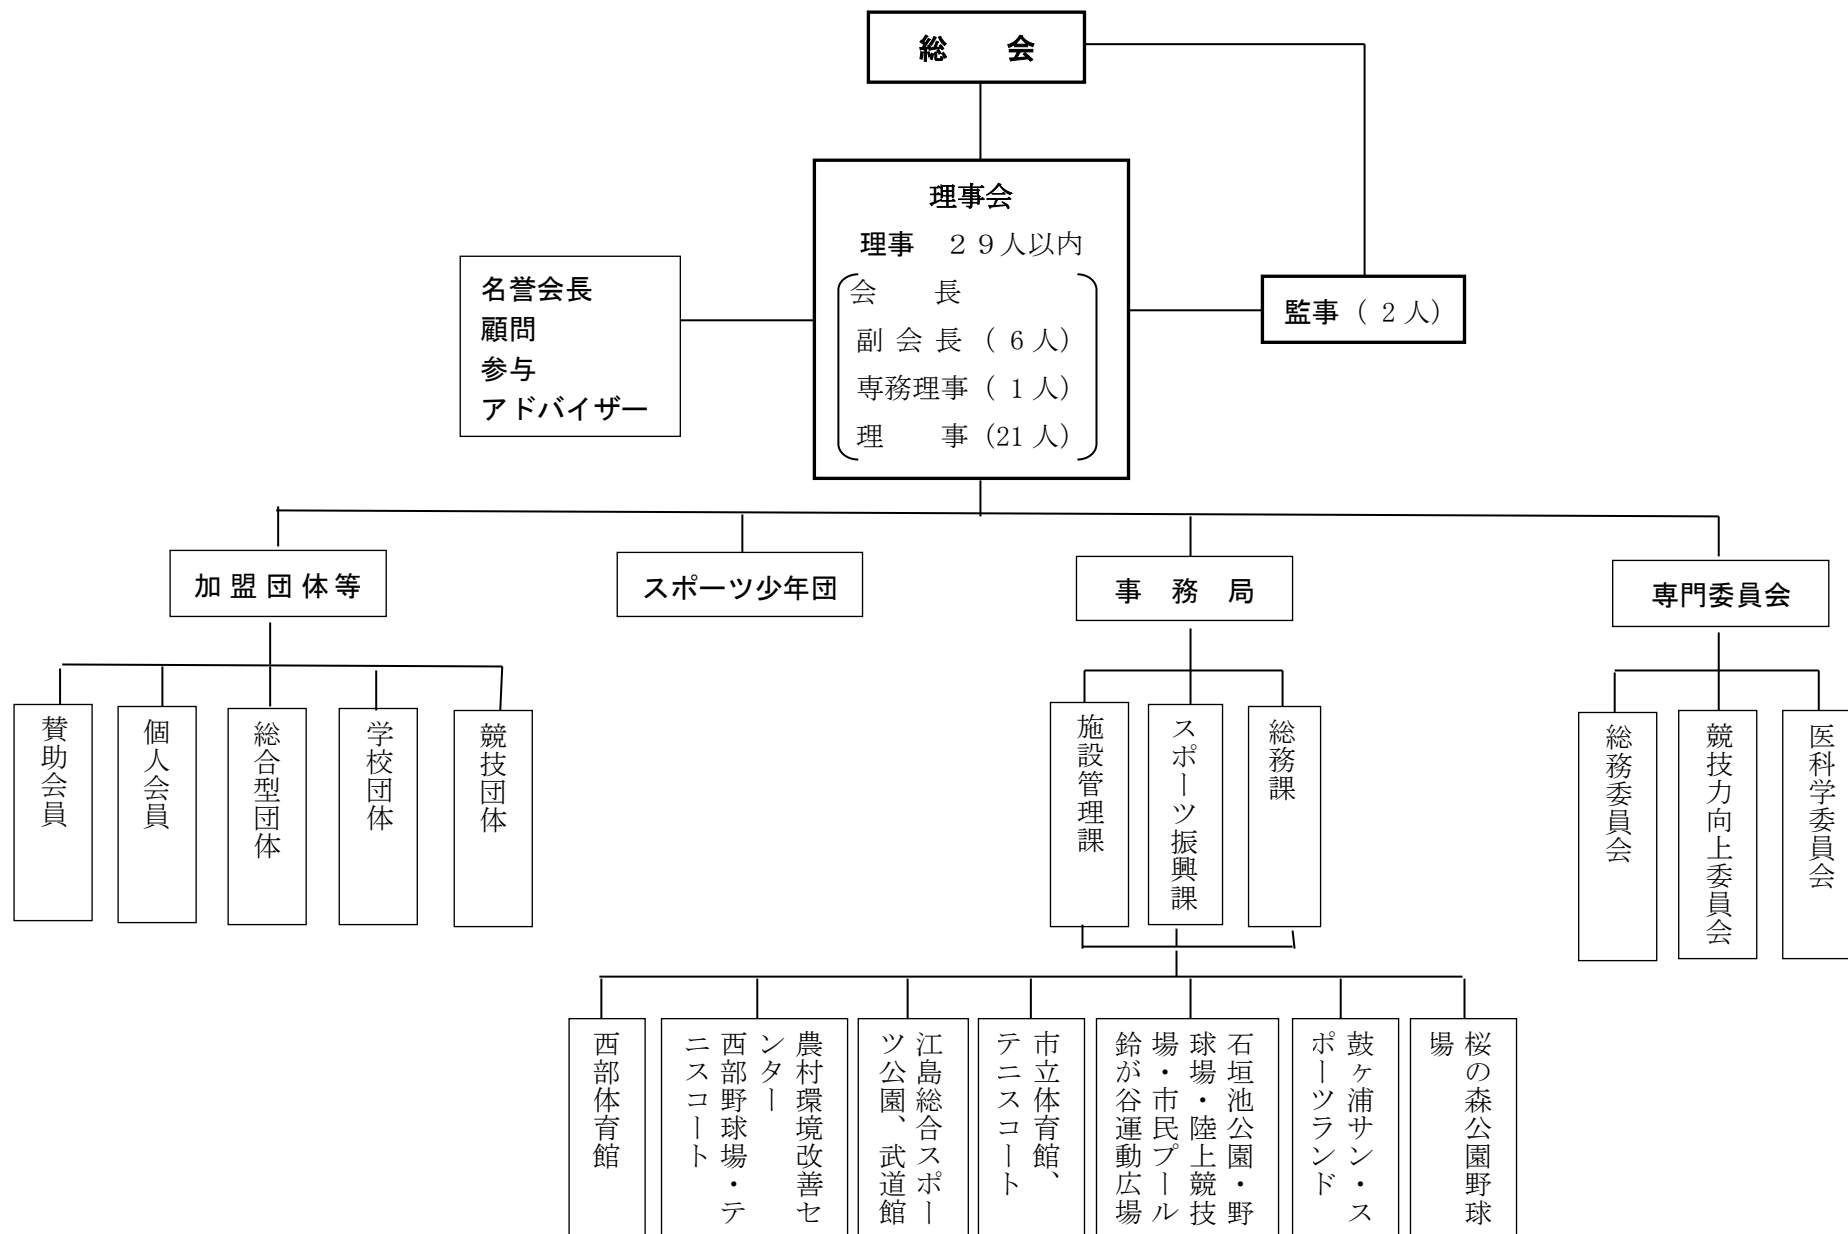 総　会
理事会
理事　２９人以内
会　長
副会長（6人）
専務理事（1人）
理　事（21人）
名誉会長
顧問
参与
アドバイザー
監事（2人）
加盟団体等
スポーツ少年団
事務局
専門委員会
賛助会員
個人会員
総合型団体
学校団体
競技団体
施設管理課
スポーツ振興課
総務課
総務委員会
競技力向上委員会
医科学委員会
西部体育館
農村環境改善セ
ンター
西部野球場・テ
ニスコート
江島総合スポー
ツ公園、武道館
市立体育館、
テニスコート
石垣池公園・野
球場・陸上競技
場・市民プール
鈴が谷運動広場
鼓ヶ浦サン・ス
ポーツランド
桜の森公園野球
場